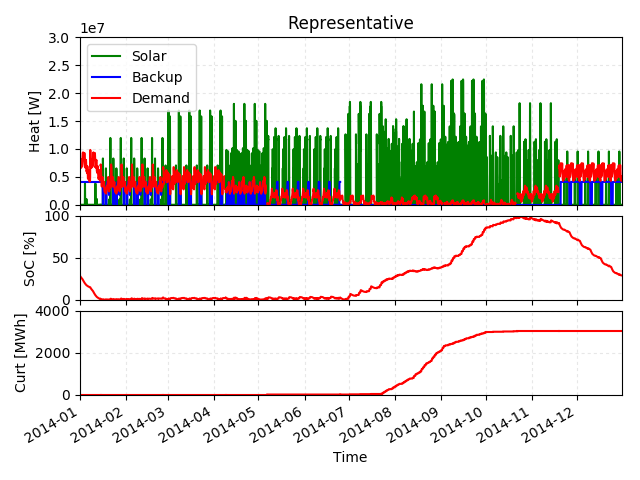 Representative
1e7
3.0
2.5
2.0
1.5
1.0
0.5
0.0
Heat [W]
Solar
Backup
Demand
100
50
0
SoC [%]
4000
2000
0
Curt [MWh]
2014-01
2014-02
2014-03
2014-04
2014-05
2014-06
2014-07
2014-08
2014-09
2014-10
2014-11
2014-12
Time